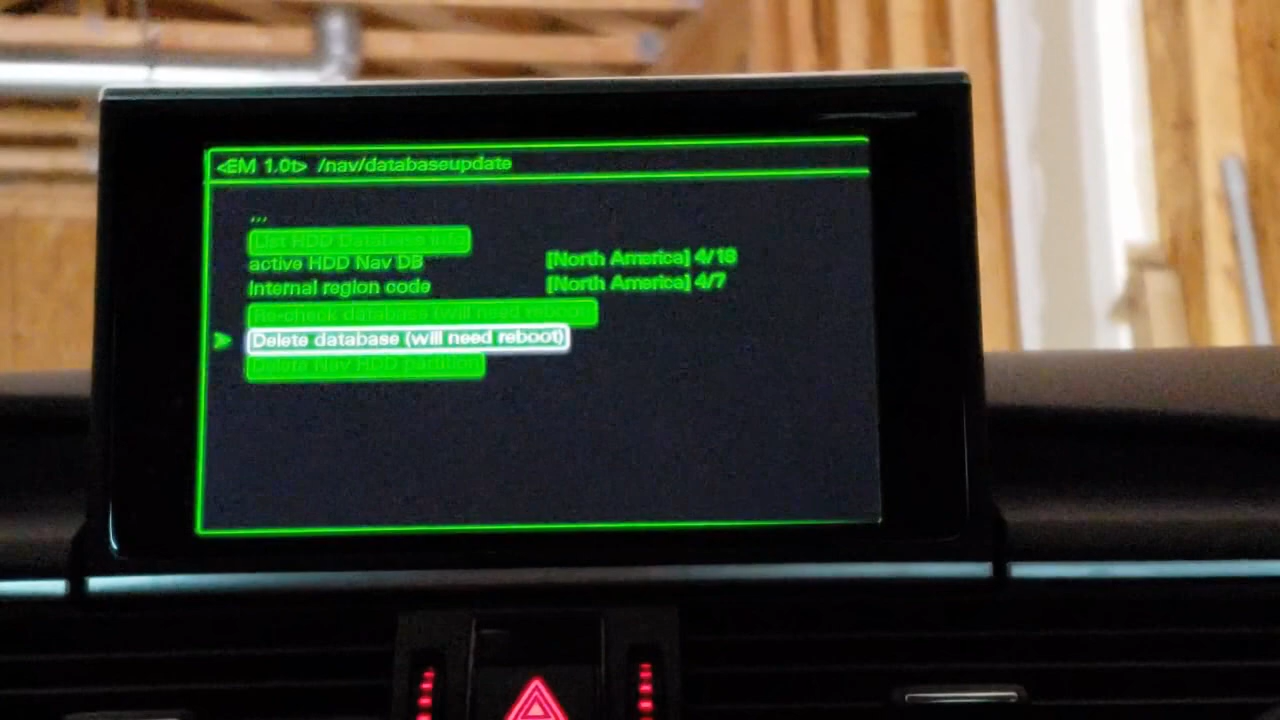 <EM 1.0t> /nav/databaseupdate
...
List HDD Database info
active HDD Nav DB [North America] 4/18
Internal region code [North America] 4/7
Re-check database (will need reboot)
Delete database (will need reboot)
Delete Nav HDD partition